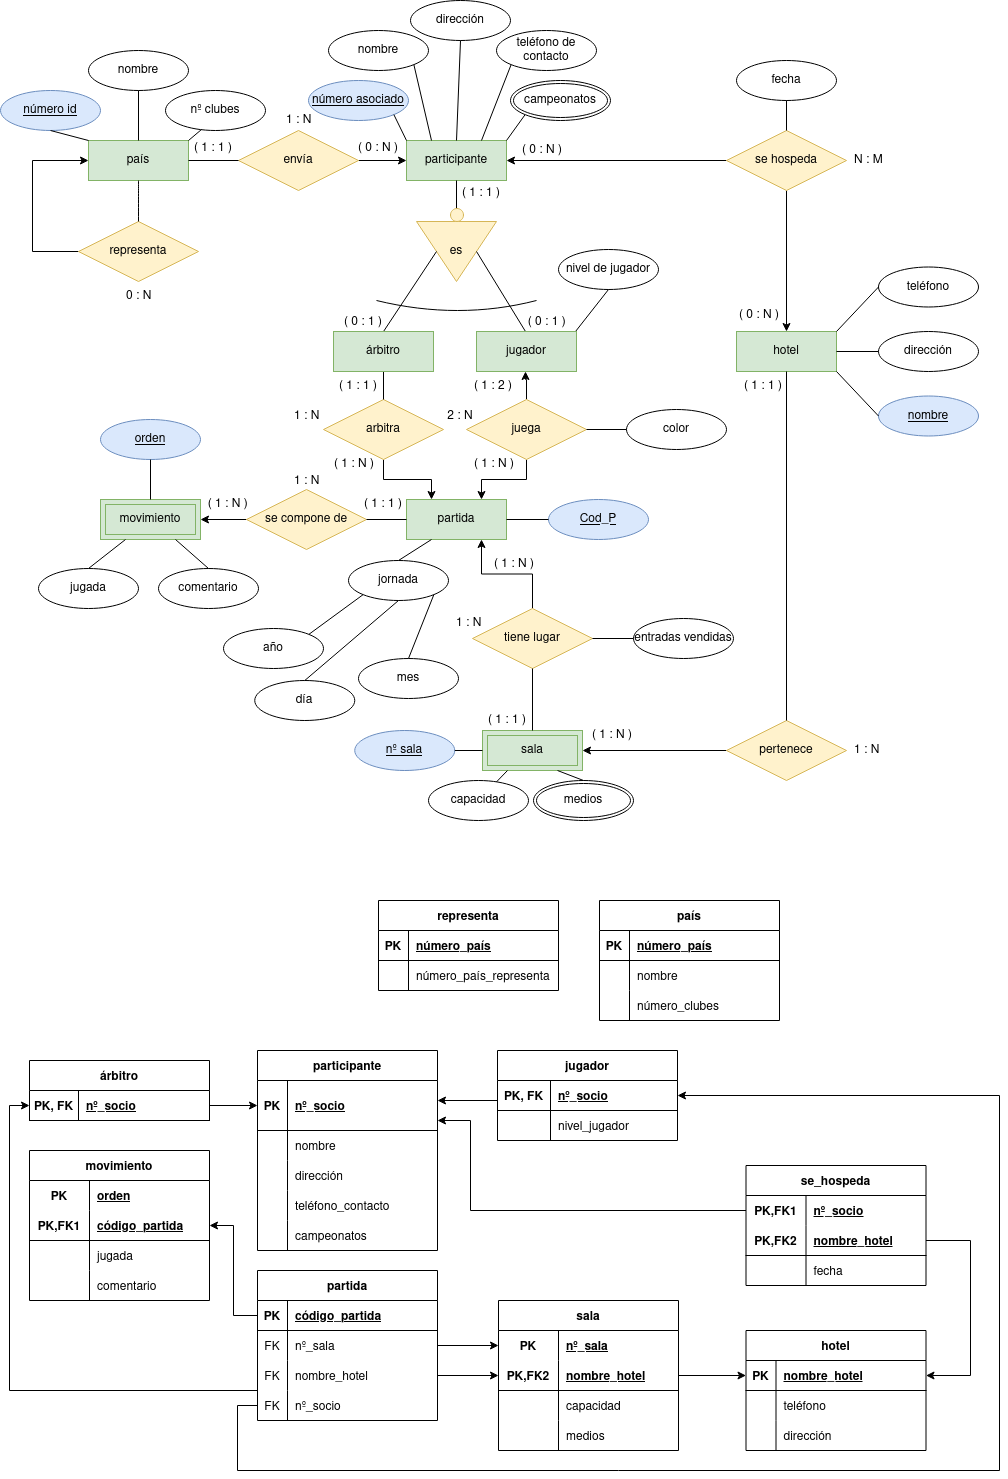 dirección
nombre
teléfono de
contacto
nombre
fecha
número id
nº clubes
número asociado
campeonatos
1 : N
( 1 : 1 )
( 0 : N )
( 0 : N )
país
envía
participante
se hospeda
N : M
( 1 : 1 )
representa
es
0 : N
nivel de jugador
teléfono
( 0 : 1 )
( 0 : 1 )
( 0 : N )
árbitro
jugador
hotel
dirección
( 1 : 1 )
( 1 : 2 )
( 1 : 1 )
1 : N
2 : N
nombre
arbitra
juega
color
orden
( 1 : N )
( 1 : N )
1 : N
( 1 : N )
( 1 : 1 )
movimiento
se compone de
partida
Cod_P
( 1 : N )
jugada
comentario
jornada
1 : N
tiene lugar
entradas vendidas
año
mes
día
( 1 : 1 )
( 1 : N )
nº sala
sala
pertenece
1 : N
capacidad
medios
representa
PK número_país
número_país_representa
país
PK número_país
nombre
número_clubes
árbitro
PK, FK nº_socio
participante
PK nº_socio
nombre
dirección
teléfono_contacto
campeonatos
jugador
PK, FK nº_socio
nivel_jugador
movimiento
PK orden
PK,FK1 código_partida
jugada
comentario
se_hospeda
PK,FK1 nº_socio
PK,FK2 nombre_hotel
fecha
partida
PK código_partida
FK nº_sala
FK nombre_hotel
FK nº_socio
sala
PK nº_sala
PK,FK2 nombre_hotel
capacidad
medios
hotel
PK nombre_hotel
teléfono
dirección